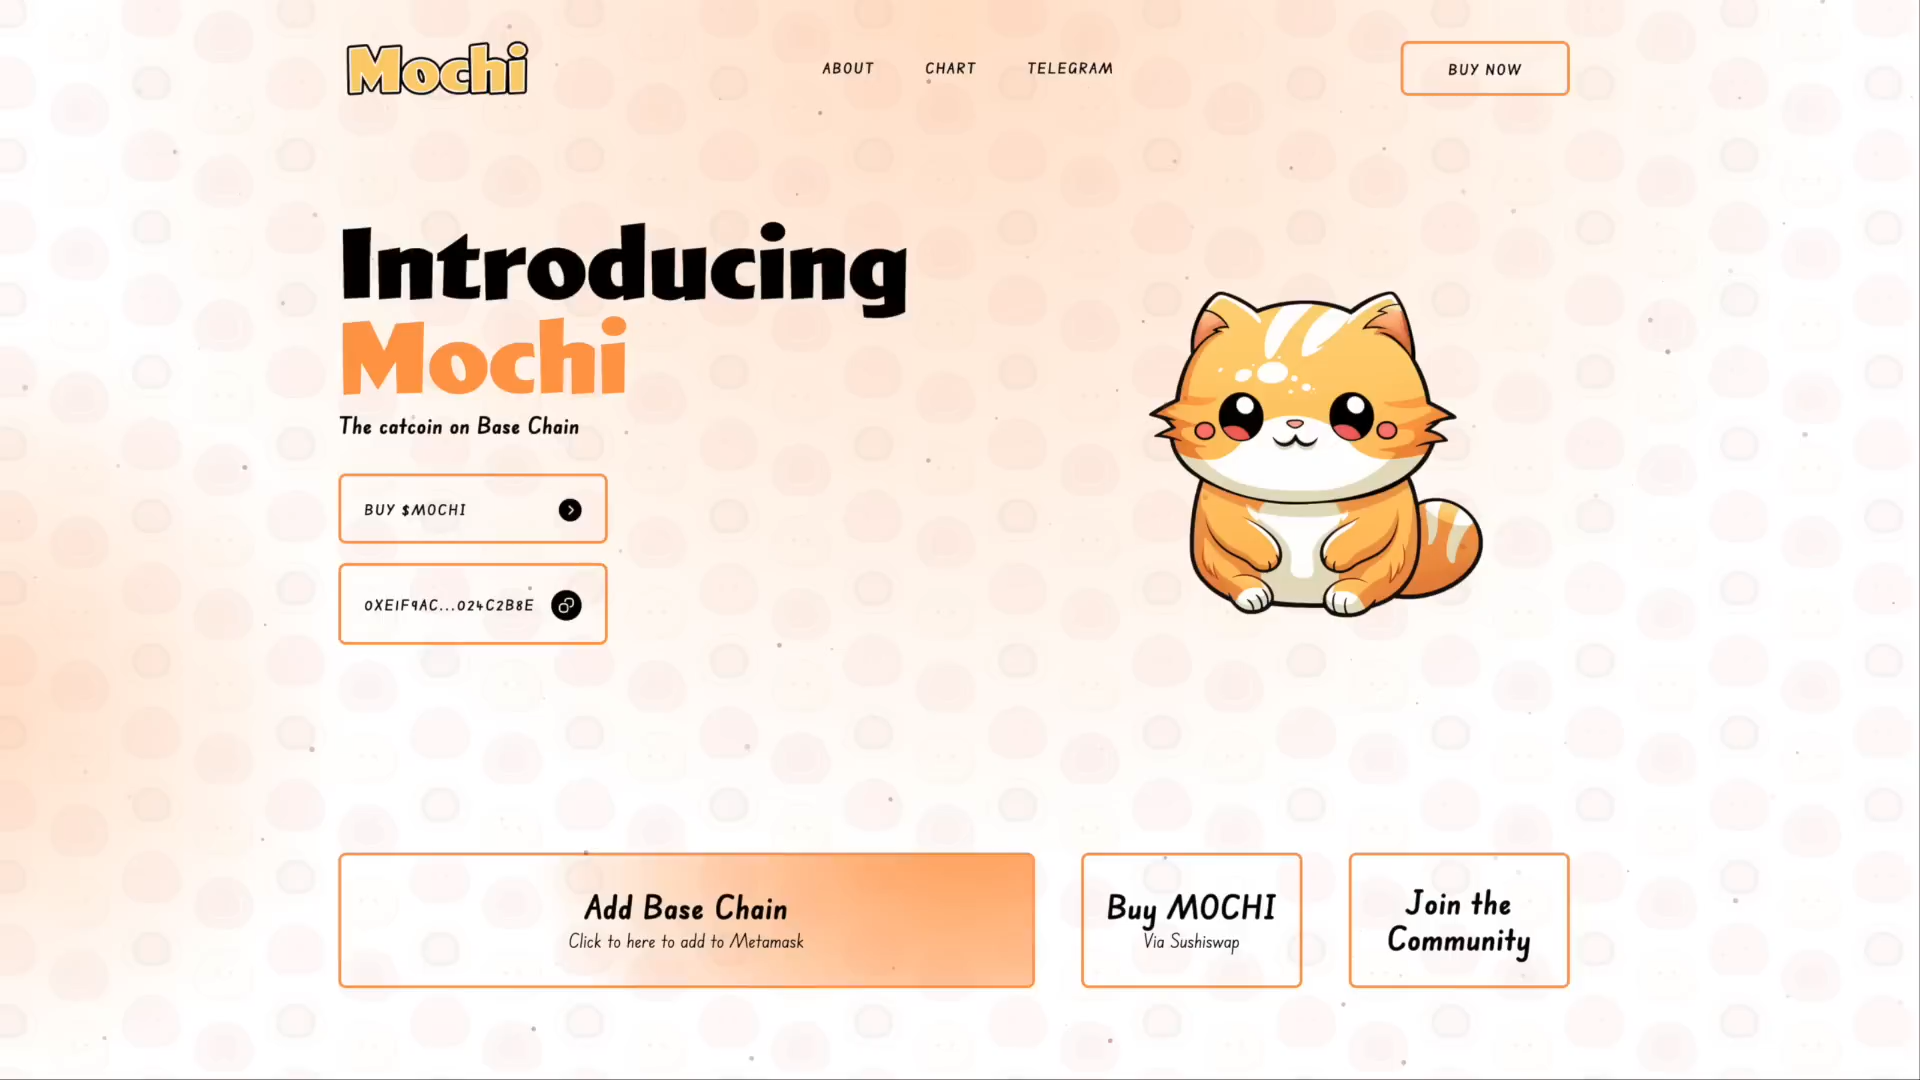 Mochi
ABOUT
CHART
TELEGRAM
BUY NOW
Introducing
Mochi
The catcoin on Base Chain
BUY $MOCHI
0XE1F9AC...024C2B8E
Add Base Chain
Click to here to add to Metamask
Buy MOCHI
Via Sushiswap
Join the
Community